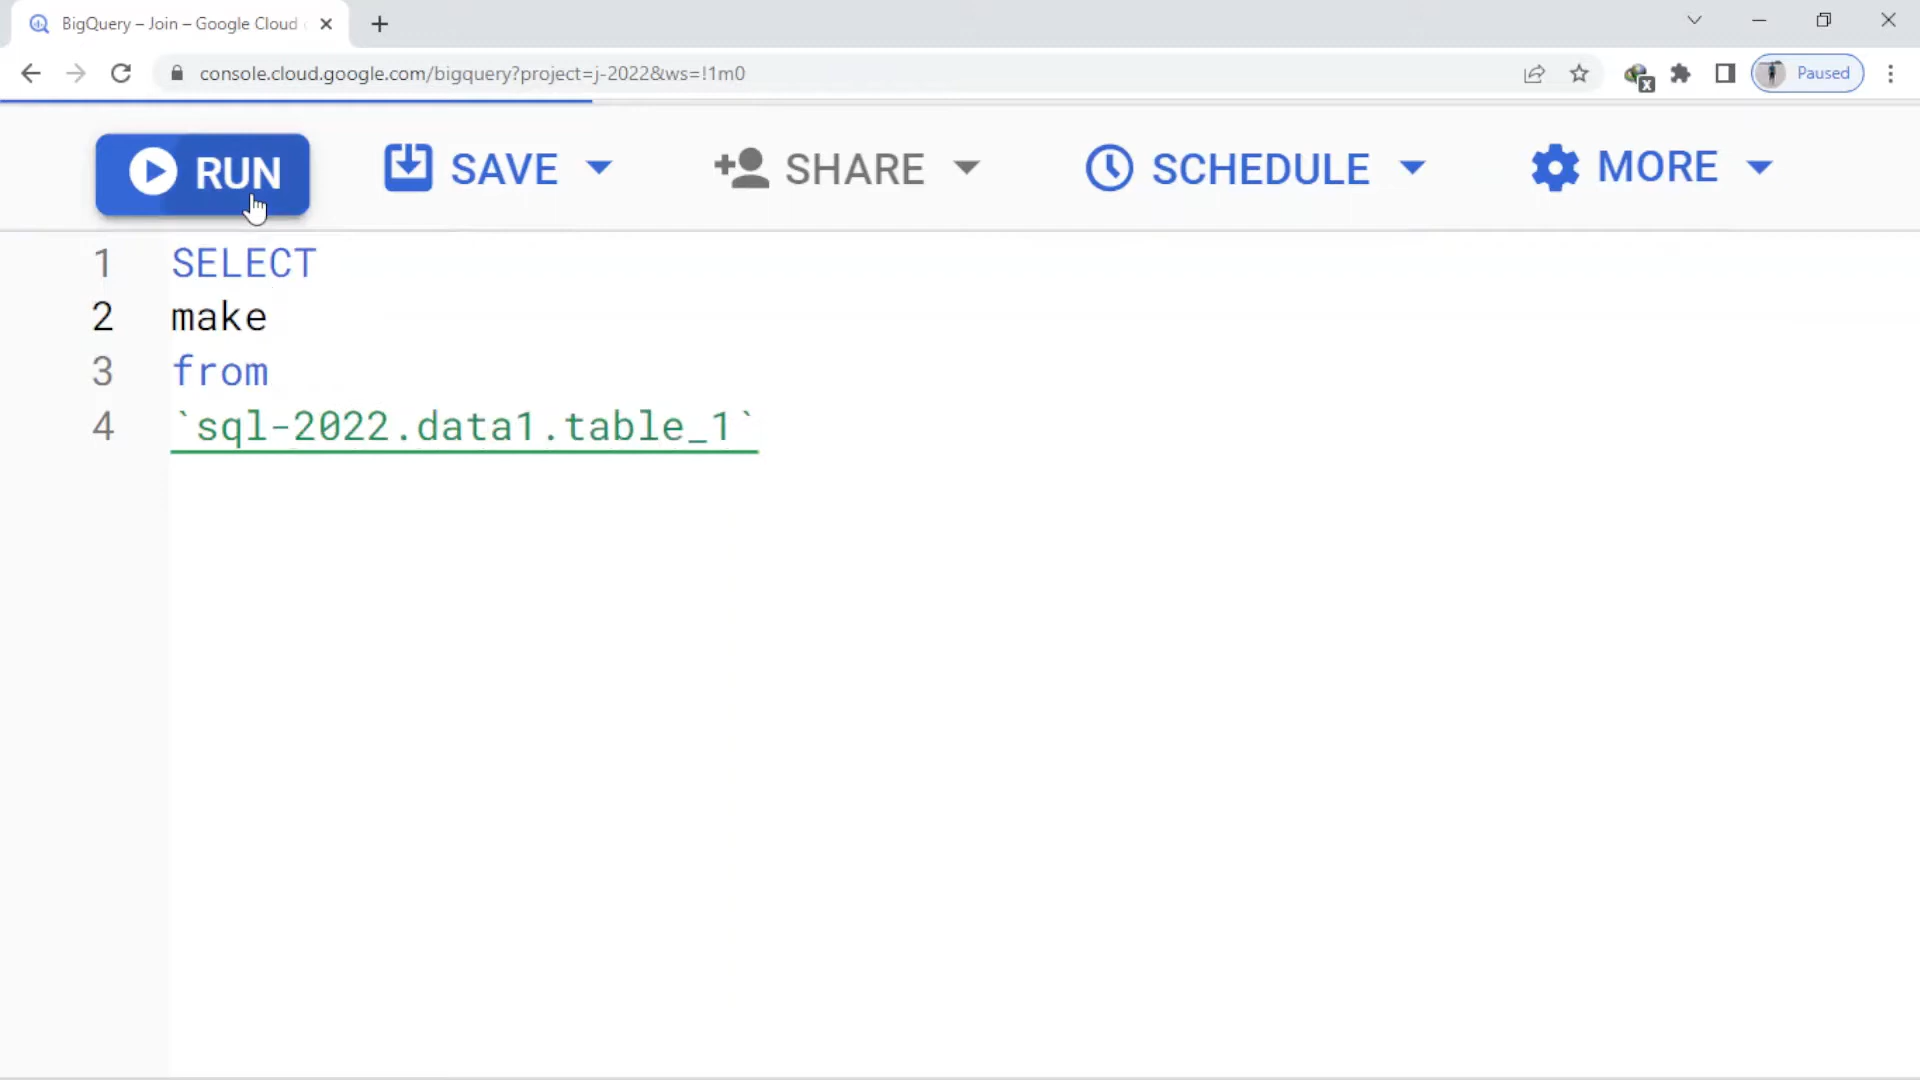 BigQuery – Join – Google Cloud
console.cloud.google.com/bigquery?project=j-2022&ws=!1m0
Paused
RUN SAVE SHARE SCHEDULE MORE
1 SELECT
2 make
3 from
4 `sql-2022.data1.table_1`